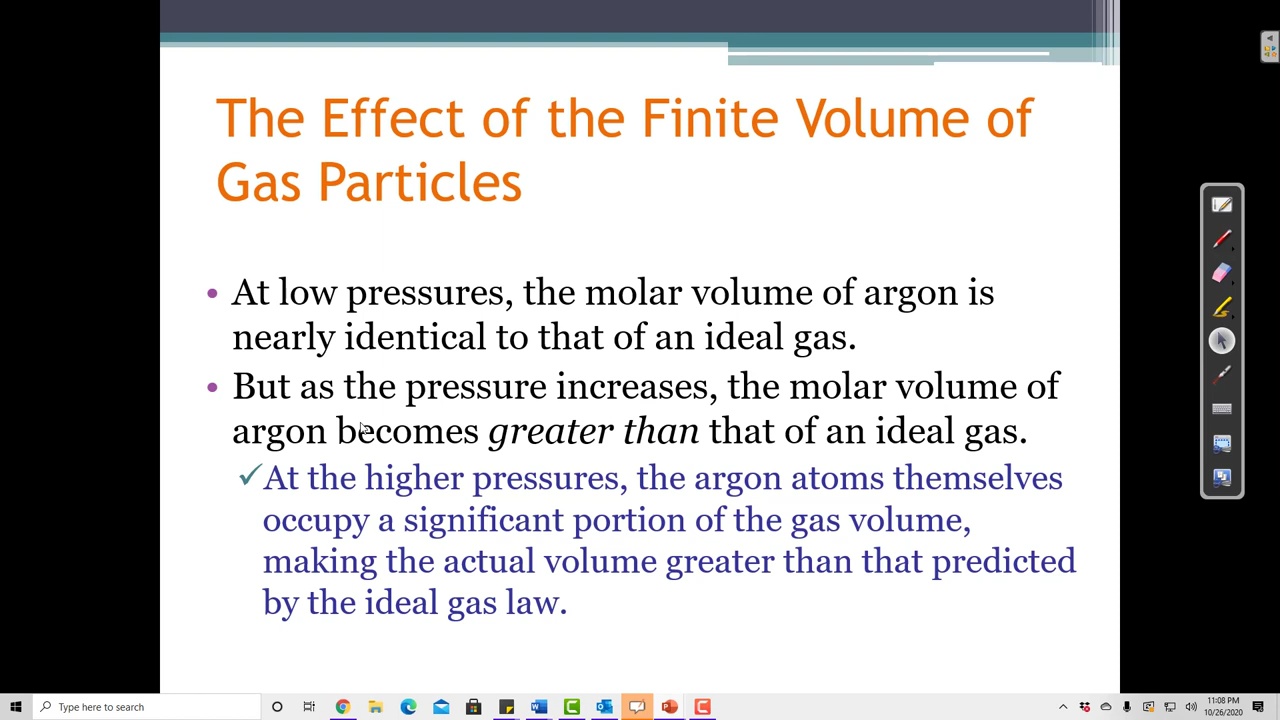 The Effect of the Finite Volume of
Gas Particles
• At low pressures, the molar volume of argon is
nearly identical to that of an ideal gas.
• But as the pressure increases, the molar volume of
argon becomes greater than that of an ideal gas.
✓At the higher pressures, the argon atoms themselves
occupy a significant portion of the gas volume,
making the actual volume greater than that predicted
by the ideal gas law.
Type here to search
11:08 PM
10/26/2020